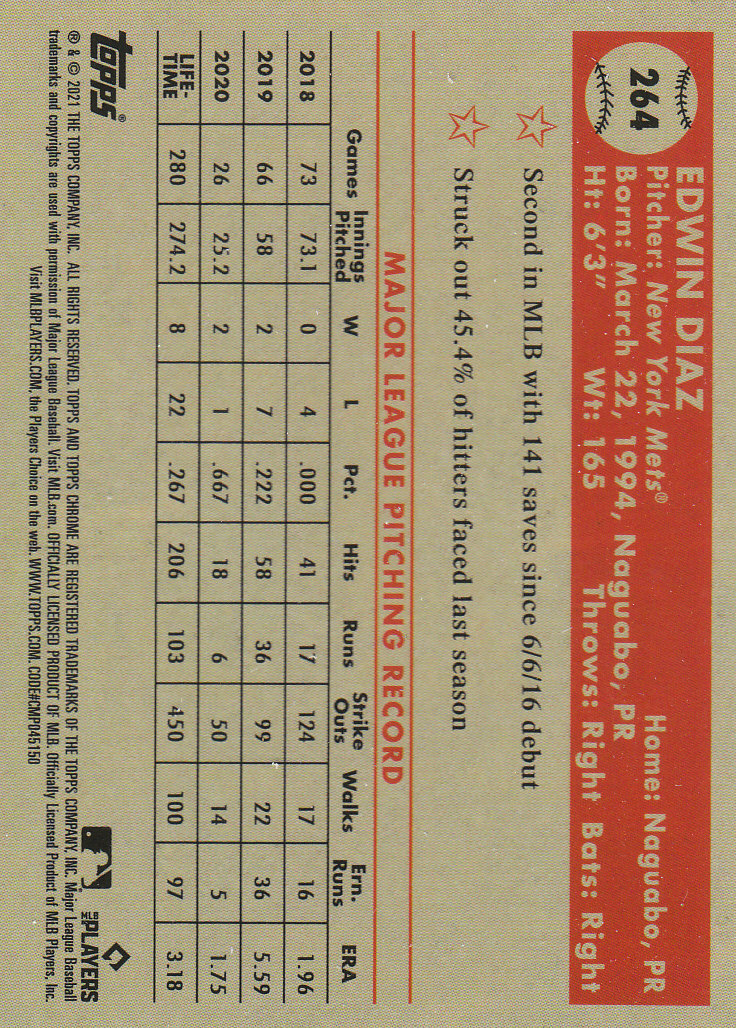 264
EDWIN DIAZ
Pitcher: New York Mets® Home: Naguabo, PR
Born: March 22, 1994, Naguabo, PR
Ht: 6'3" Wt: 165 Throws: Right Bats: Right
Second in MLB with 141 saves since 6/6/16 debut
Struck out 45.4% of hitters faced last season
MAJOR LEAGUE PITCHING RECORD
Games Innings Pitched W L Pct. Hits Runs Strike Outs Walks Ern. Runs ERA
2018 73 73.1 0 4 .000 41 17 124 17 16 1.96
2019 66 58 2 7 .222 58 36 99 22 36 5.59
2020 26 25.2 2 1 .667 18 6 50 14 5 1.75
LIFE-TIME 280 274.2 8 22 .267 206 103 450 100 97 3.18
topps®
MLB PLAYERS
® & © 2021 THE TOPPS COMPANY, INC. ALL RIGHTS RESERVED. TOPPS AND TOPPS CHROME ARE REGISTERED TRADEMARKS OF THE TOPPS COMPANY, INC. Major League Baseball
trademarks and copyrights are used with permission of Major League Baseball. Visit MLB.com. OFFICIALLY LICENSED PRODUCT OF MLB. Officially Licensed Product of MLB Players, Inc.
Visit MLBPLAYERS.COM, the Players Choice on the web. WWW.TOPPS.COM. CODE#CMP045150